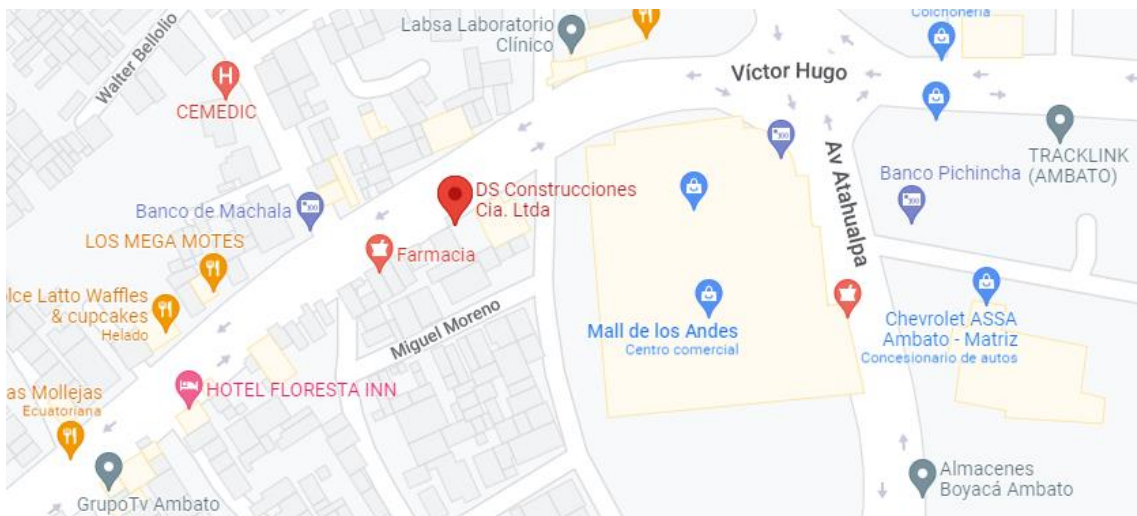 Colchonería
Walter Bellolio
Labsa Laboratorio
Clínico
Víctor Hugo
CEMEDIC
TRACKLINK
(AMBATO)
Av Atahualpa
Banco Pichincha
DS Construcciones
Cia. Ltda
Banco de Machala
LOS MEGA MOTES
Farmacia
olce Latto Waffles
& cupcakes
Helado
Miguel Moreno
Mall de los Andes
Centro comercial
Chevrolet ASSA
Ambato - Matriz
Concesionario de autos
HOTEL FLORESTA INN
as Mollejas
Ecuatoriana
Almacenes
Boyacá Ambato
GrupoTv Ambato